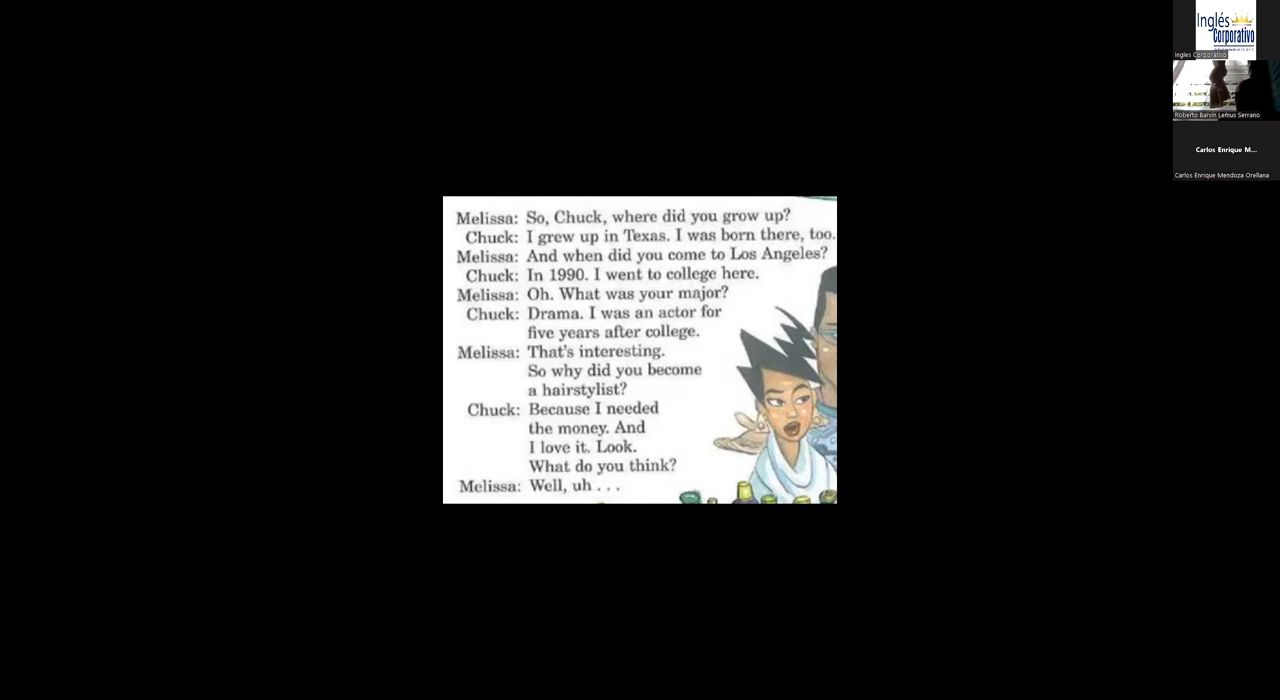 Melissa: So, Chuck, where did you grow up?
Chuck: I grew up in Texas. I was born there, too.
Melissa: And when did you come to Los Angeles?
Chuck: In 1990. I went to college here.
Melissa: Oh. What was your major?
Chuck: Drama. I was an actor for
five years after college.
Melissa: That's interesting.
So why did you become
a hairstylist?
Chuck: Because I needed
the money. And
I love it. Look.
What do you think?
Melissa: Well, uh . . .
Inglés
Corporativo
Ingles Corporativo
Roberto Barvin Lemus Serrano
Carlos Enrique M...
Carlos Enrique Mendoza Orellana